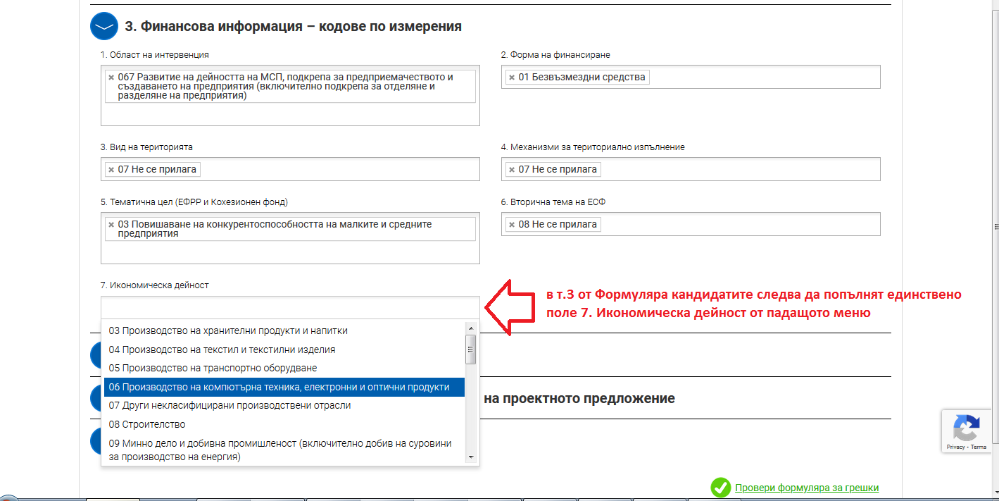 3. Финансова информация – кодове по измерения
1. Област на интервенция
2. Форма на финансиране
× 067 Развитие на дейността на МСП, подкрепа за предприемачеството и
създаването на предприятия (включително подкрепа за отделяне и
разделяне на предприятия)
× 01 Безвъзмездни средства
3. Вид на територията
4. Механизми за териториално изпълнение
× 07 Не се прилага
× 07 Не се прилага
5. Тематична цел (ЕФРР и Кохезионен фонд)
6. Вторична тема на ЕСФ
× 03 Повишаване на конкурентоспособността на малките и средните
предприятия
× 08 Не се прилага
7. Икономическа дейност
в т.3 от Формуляра кандидатите следва да попълнят единствено
поле 7. Икономическа дейност от падащото меню
03 Производство на хранителни продукти и напитки
04 Производство на текстил и текстилни изделия
05 Производство на транспортно оборудване
06 Производство на компютърна техника, електронни и оптични продукти
07 Други некласифицирани производствени отрасли
08 Строителство
09 Минно дело и добивна промишленост (включително добив на суровини
за производство на енергия)
на проектното предложение
Privacy - Terms
Провери формуляра за грешки